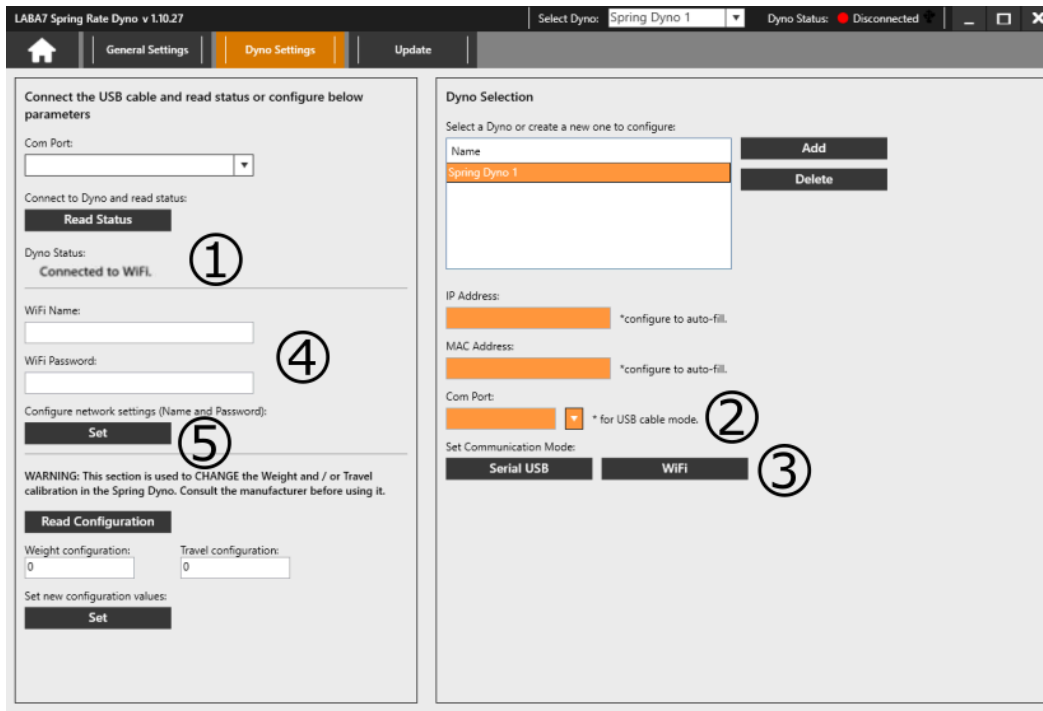 LABA7 Spring Rate Dyno v 1.10.27
Select Dyno: Spring Dyno 1
Dyno Status: Disconnected
General Settings
Dyno Settings
Update
Connect the USB cable and read status or configure below
parameters
Com Port:
Connect to Dyno and read status:
Read Status
Dyno Status:
Connected to WiFi.
①
WiFi Name:
WiFi Password:
④
Configure network settings (Name and Password):
Set
⑤
WARNING: This section is used to CHANGE the Weight and / or Travel
calibration in the Spring Dyno. Consult the manufacturer before using it.
Read Configuration
Weight configuration: Travel configuration:
0 0
Set new configuration values:
Set
Dyno Selection
Select a Dyno or create a new one to configure:
Name
Spring Dyno 1
Add
Delete
IP Address:
*configure to auto-fill.
MAC Address:
*configure to auto-fill.
Com Port:
* for USB cable mode.
②
Set Communication Mode:
Serial USB WiFi
③